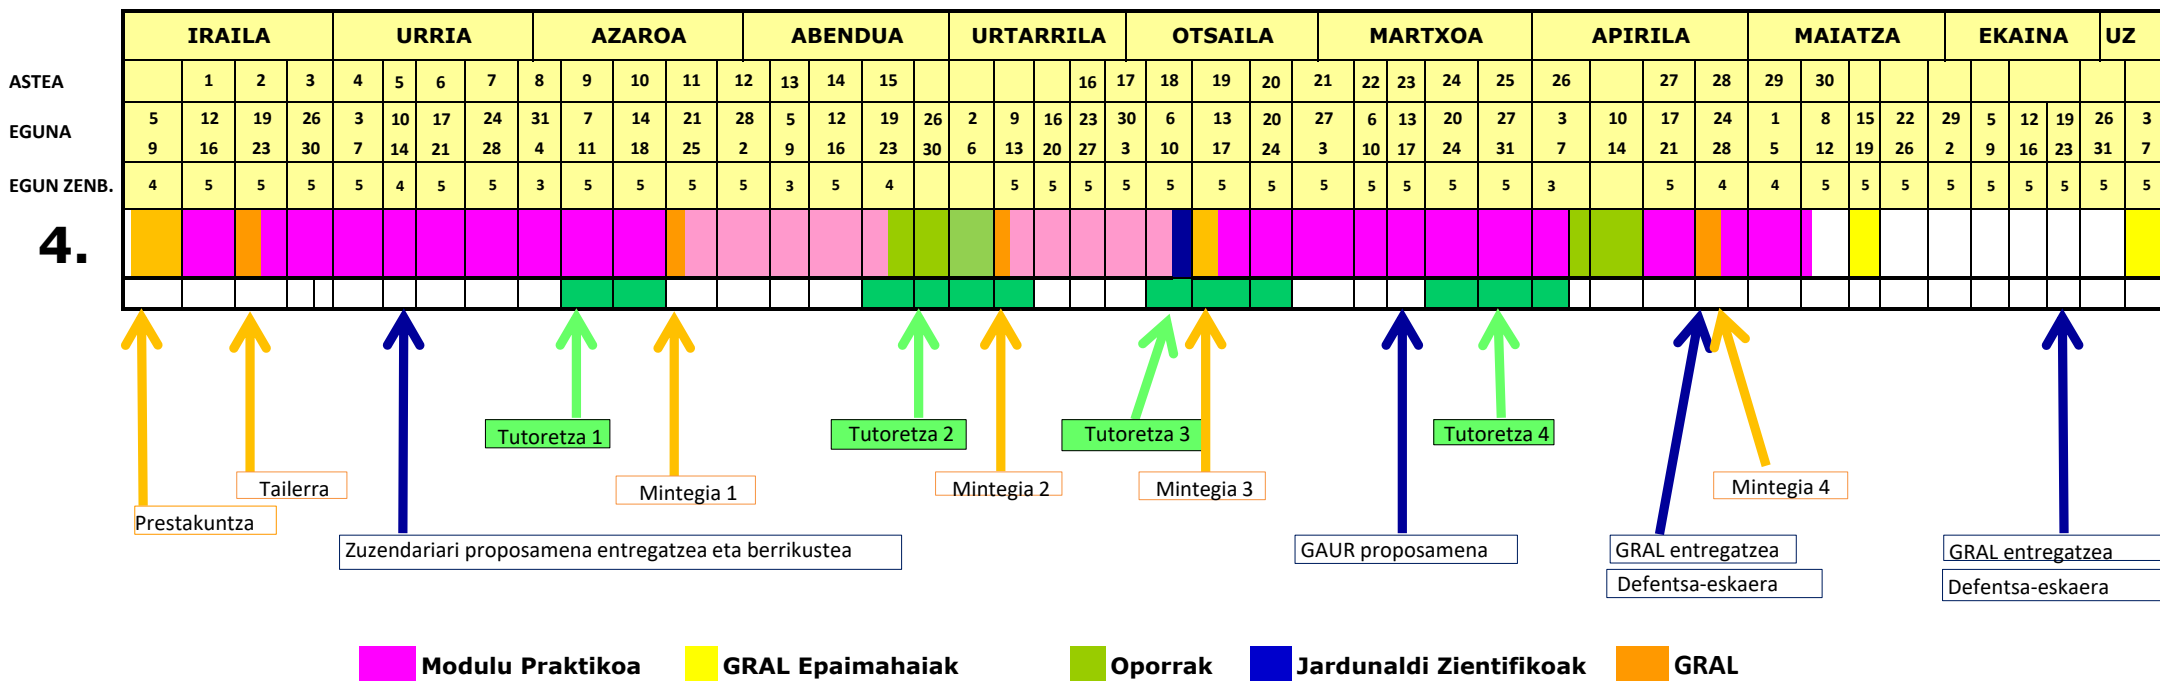 IRAILA URRIA AZAROA ABENDUA URTARRILA OTSAILA MARTXOA APIRILA MAIATZA EKAINA UZ
ASTEA 1 2 3 4 5 6 7 8 9 10 11 12 13 14 15 16 17 18 19 20 21 22 23 24 25 26 27 28 29 30
EGUNA 5 12 19 26 3 10 17 24 31 7 14 21 28 5 12 19 26 2 9 16 23 30 6 13 20 27 6 13 20 27 3 10 17 24 1 8 15 22 29 5 12 19 26 3
9 16 23 30 7 14 21 28 4 11 18 25 2 9 16 23 30 6 13 20 27 3 10 17 24 3 10 17 24 31 7 14 21 28 5 12 19 26 2 9 16 23 31 7
EGUN ZENB. 4 5 5 5 5 4 5 5 3 5 5 5 5 3 5 4 5 5 5 5 5 5 5 5 5 5 5 5 3 5 4 4 5 5 5 5 5 5 5 5 5
4.
Tutoretza 1 Tutoretza 2 Tutoretza 3 Tutoretza 4
Tailerra Mintegia 1 Mintegia 2 Mintegia 3 Mintegia 4
Prestakuntza
Zuzendariari proposamena entregatzea eta berrikustea GAUR proposamena GRAL entregatzea GRAL entregatzea
Defentsa-eskaera Defentsa-eskaera
Modulu Praktikoa GRAL Epaimahaiak Oporrak Jardunaldi Zientifikoak GRAL